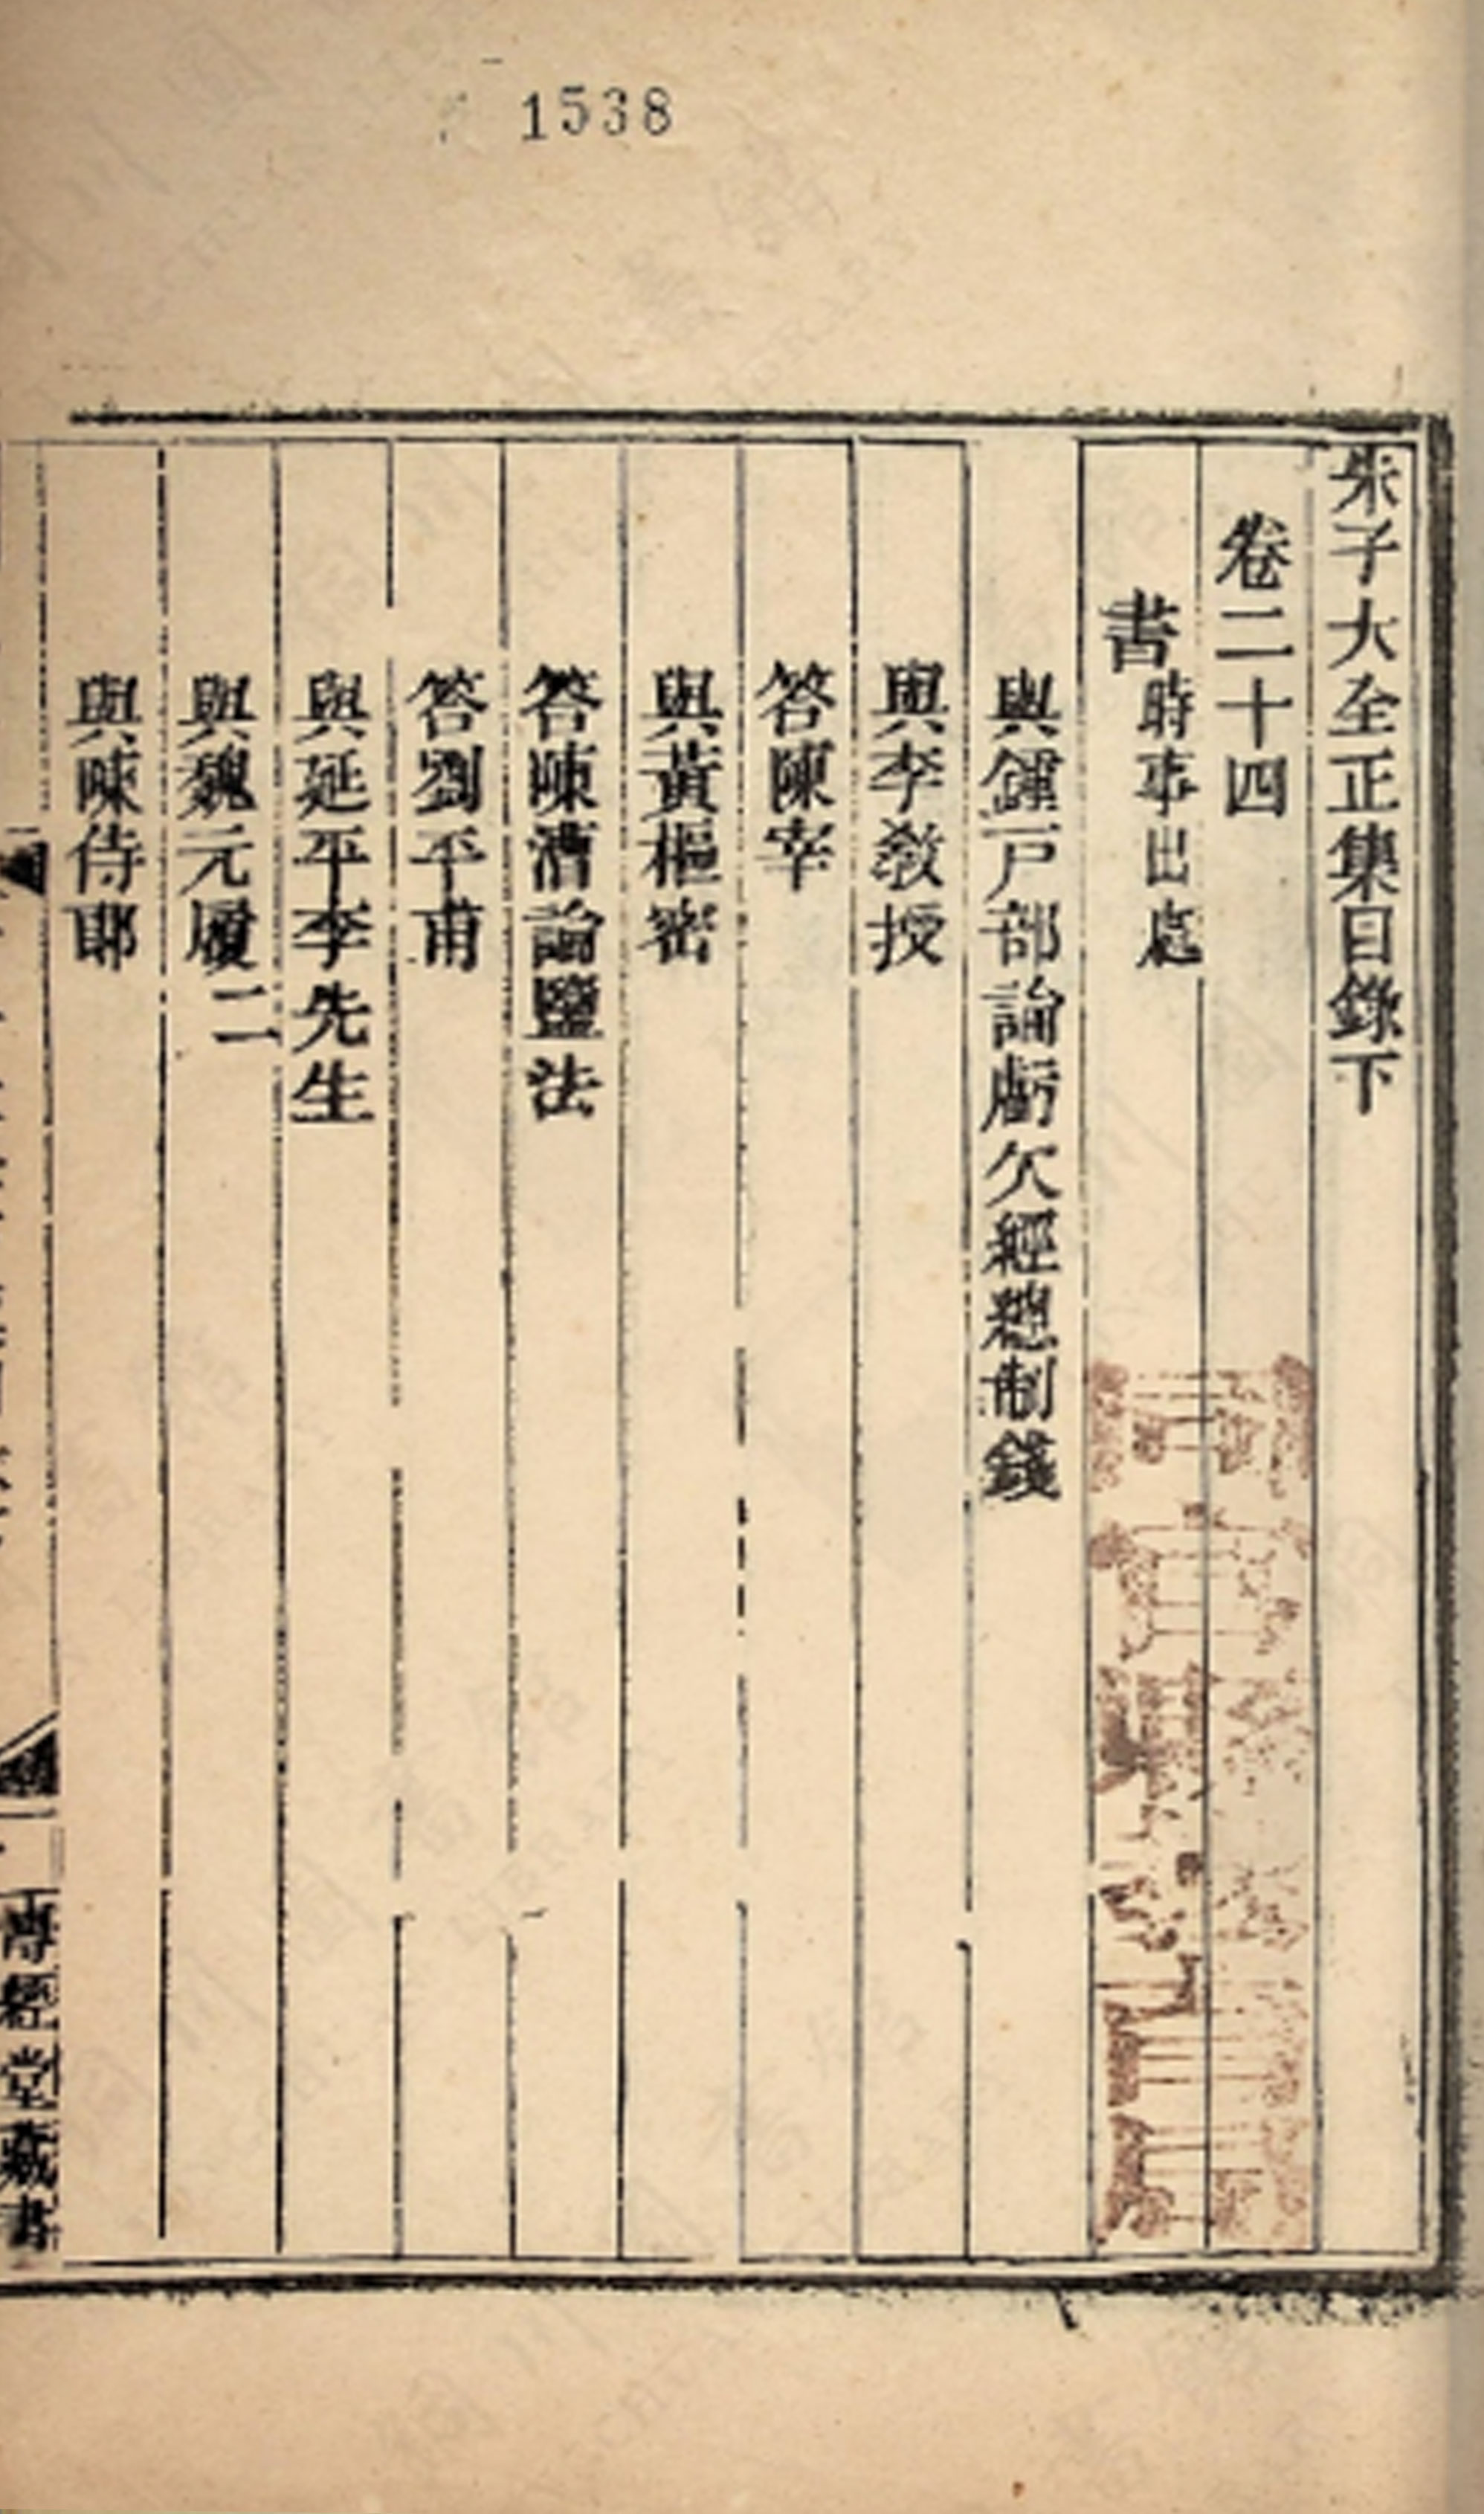 1538
朱子大全正集目錄下
卷二十四
書時事出處
與鍾戸部論虧欠經總制錢
與李教授
答陳宰
與黃樞密
答陳漕論鹽法
答劉平甫
與延平李先生
與魏元履二
與陳侍郎
傳經堂藏書